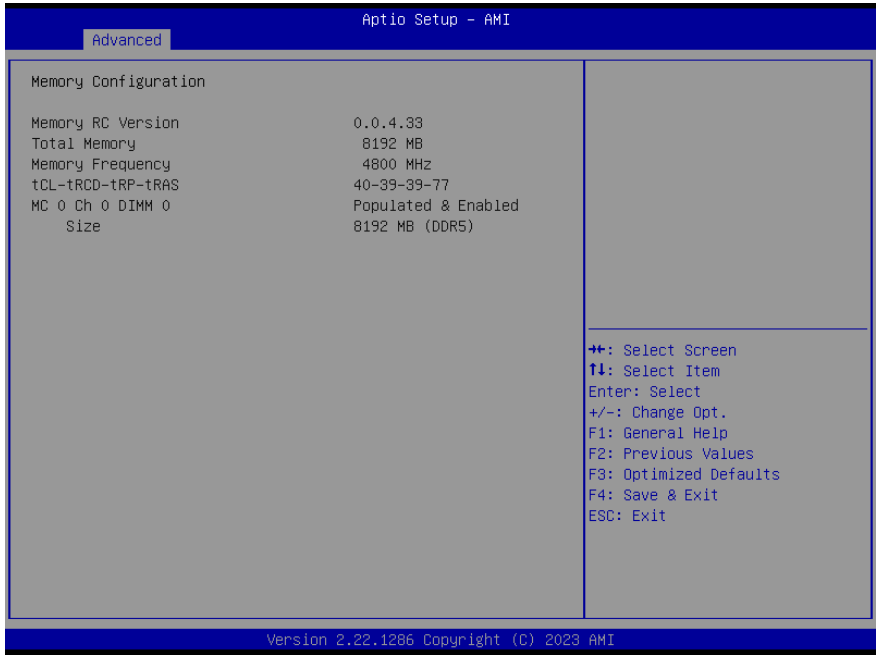 Aptio Setup – AMI
Advanced
Memory Configuration
Memory RC Version 0.0.4.33
Total Memory 8192 MB
Memory Frequency 4800 MHz
tCL-tRCD-tRP-tRAS 40-39-39-77
MC 0 Ch 0 DIMM 0 Populated & Enabled
Size 8192 MB (DDR5)
→←: Select Screen
↑↓: Select Item
Enter: Select
+/-: Change Opt.
F1: General Help
F2: Previous Values
F3: Optimized Defaults
F4: Save & Exit
ESC: Exit
Version 2.22.1286 Copyright (C) 2023 AMI